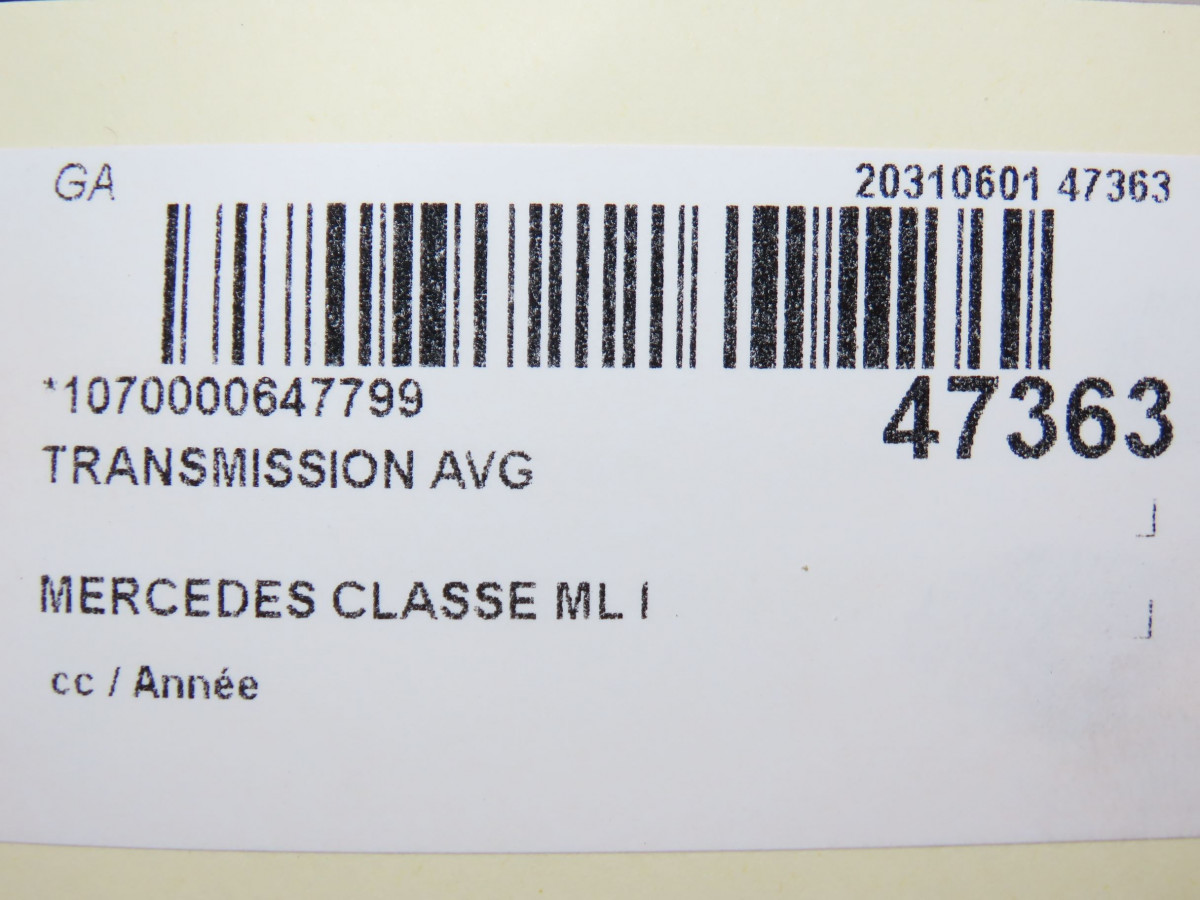 GA
20310601 47363
*1070000647799
47363
TRANSMISSION AVG
MERCEDES CLASSE ML I
cc / Année